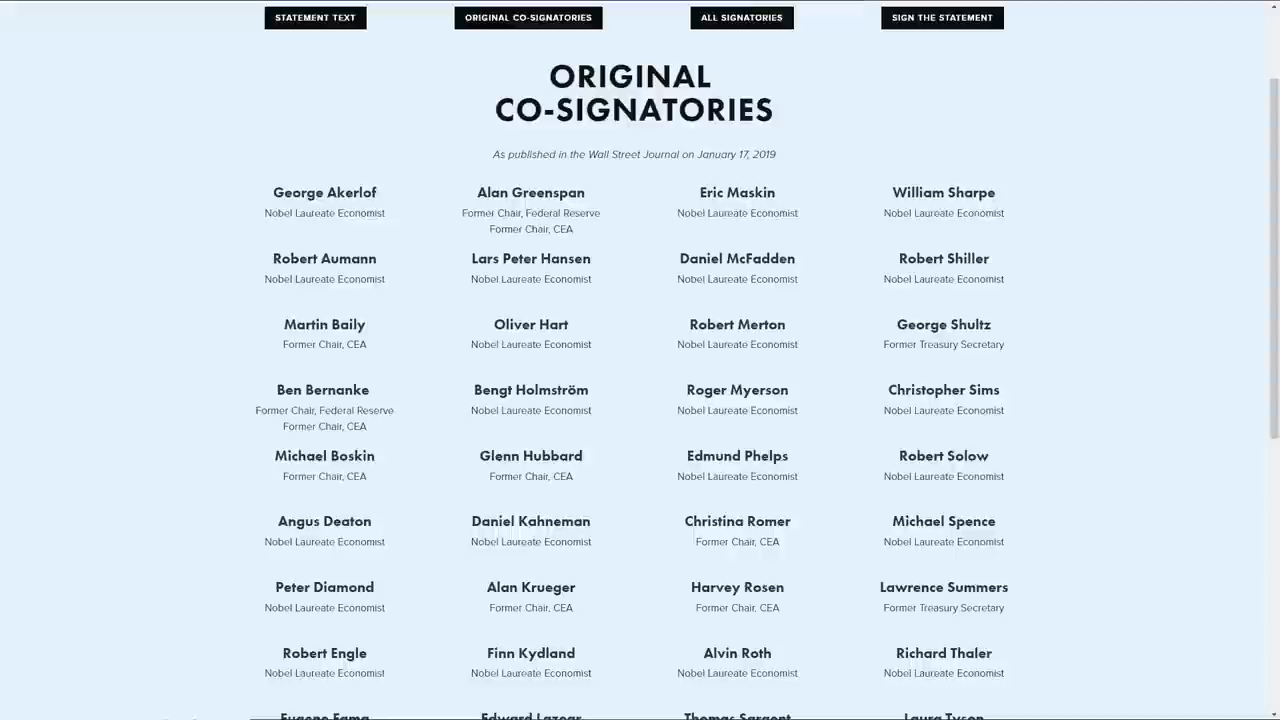 STATEMENT TEXT
ORIGINAL CO-SIGNATORIES
ALL SIGNATORIES
SIGN THE STATEMENT
ORIGINAL
CO-SIGNATORIES
As published in the Wall Street Journal on January 17, 2019
George Akerlof
Nobel Laureate Economist
Alan Greenspan
Former Chair, Federal Reserve
Former Chair, CEA
Eric Maskin
Nobel Laureate Economist
William Sharpe
Nobel Laureate Economist
Robert Aumann
Nobel Laureate Economist
Lars Peter Hansen
Nobel Laureate Economist
Daniel McFadden
Nobel Laureate Economist
Robert Shiller
Nobel Laureate Economist
Martin Baily
Former Chair, CEA
Oliver Hart
Nobel Laureate Economist
Robert Merton
Nobel Laureate Economist
George Shultz
Former Treasury Secretary
Ben Bernanke
Former Chair, Federal Reserve
Former Chair, CEA
Bengt Holmström
Nobel Laureate Economist
Roger Myerson
Nobel Laureate Economist
Christopher Sims
Nobel Laureate Economist
Michael Boskin
Former Chair, CEA
Glenn Hubbard
Former Chair, CEA
Edmund Phelps
Nobel Laureate Economist
Robert Solow
Nobel Laureate Economist
Angus Deaton
Nobel Laureate Economist
Daniel Kahneman
Nobel Laureate Economist
Christina Romer
Former Chair, CEA
Michael Spence
Nobel Laureate Economist
Peter Diamond
Nobel Laureate Economist
Alan Krueger
Former Chair, CEA
Harvey Rosen
Former Chair, CEA
Lawrence Summers
Former Treasury Secretary
Robert Engle
Nobel Laureate Economist
Finn Kydland
Nobel Laureate Economist
Alvin Roth
Nobel Laureate Economist
Richard Thaler
Nobel Laureate Economist
Eugene Fama
Edward Lazear
Thomas Sargent
Laura Tyson